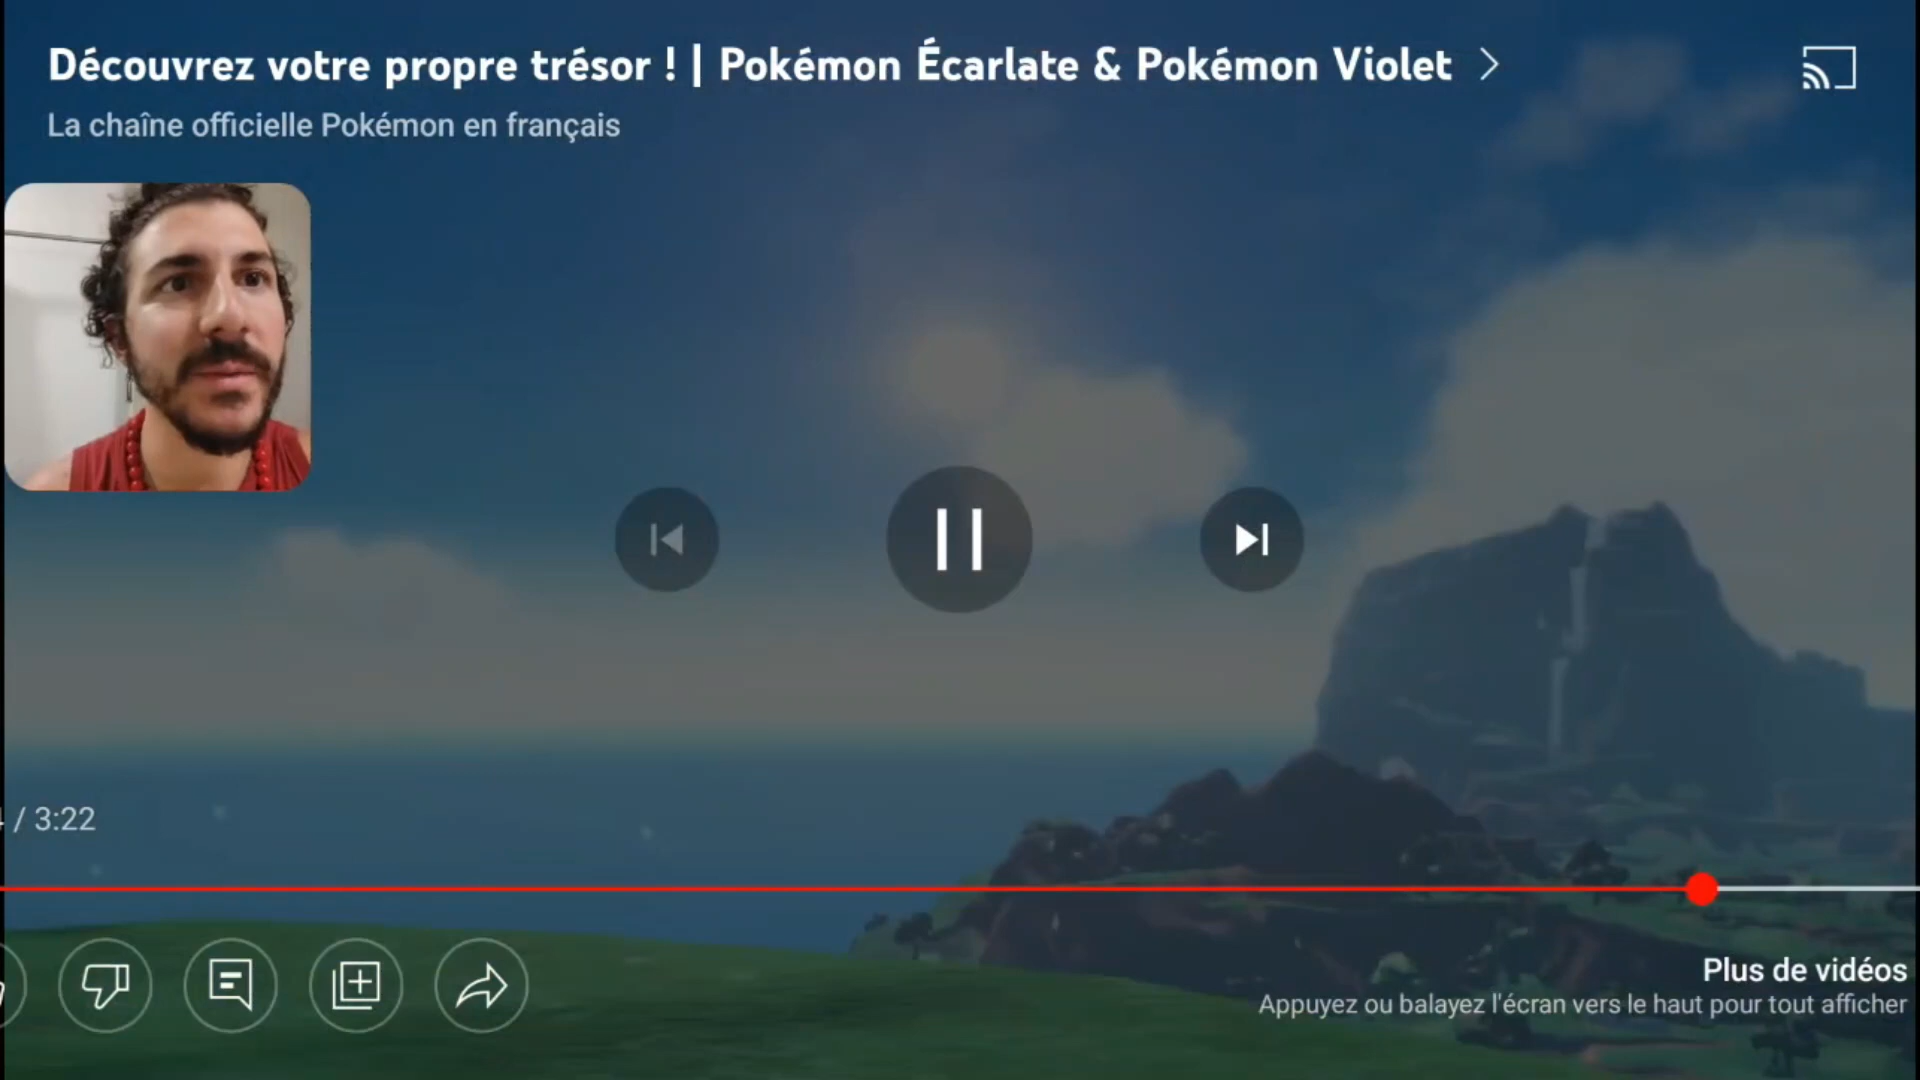 Découvrez votre propre trésor ! | Pokémon Écarlate & Pokémon Violet
La chaîne officielle Pokémon en français
/ 3:22
Plus de vidéos
Appuyez ou balayez l'écran vers le haut pour tout afficher